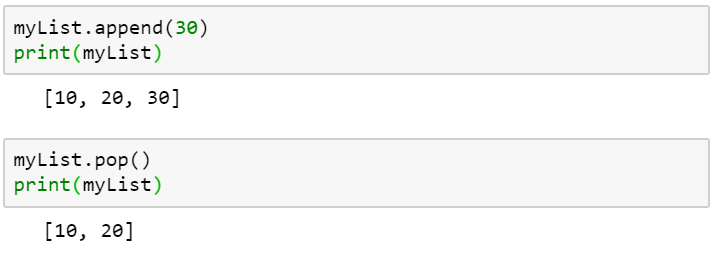 myList.append(30)
print(myList)
[10, 20, 30]
myList.pop()
print(myList)
[10, 20]